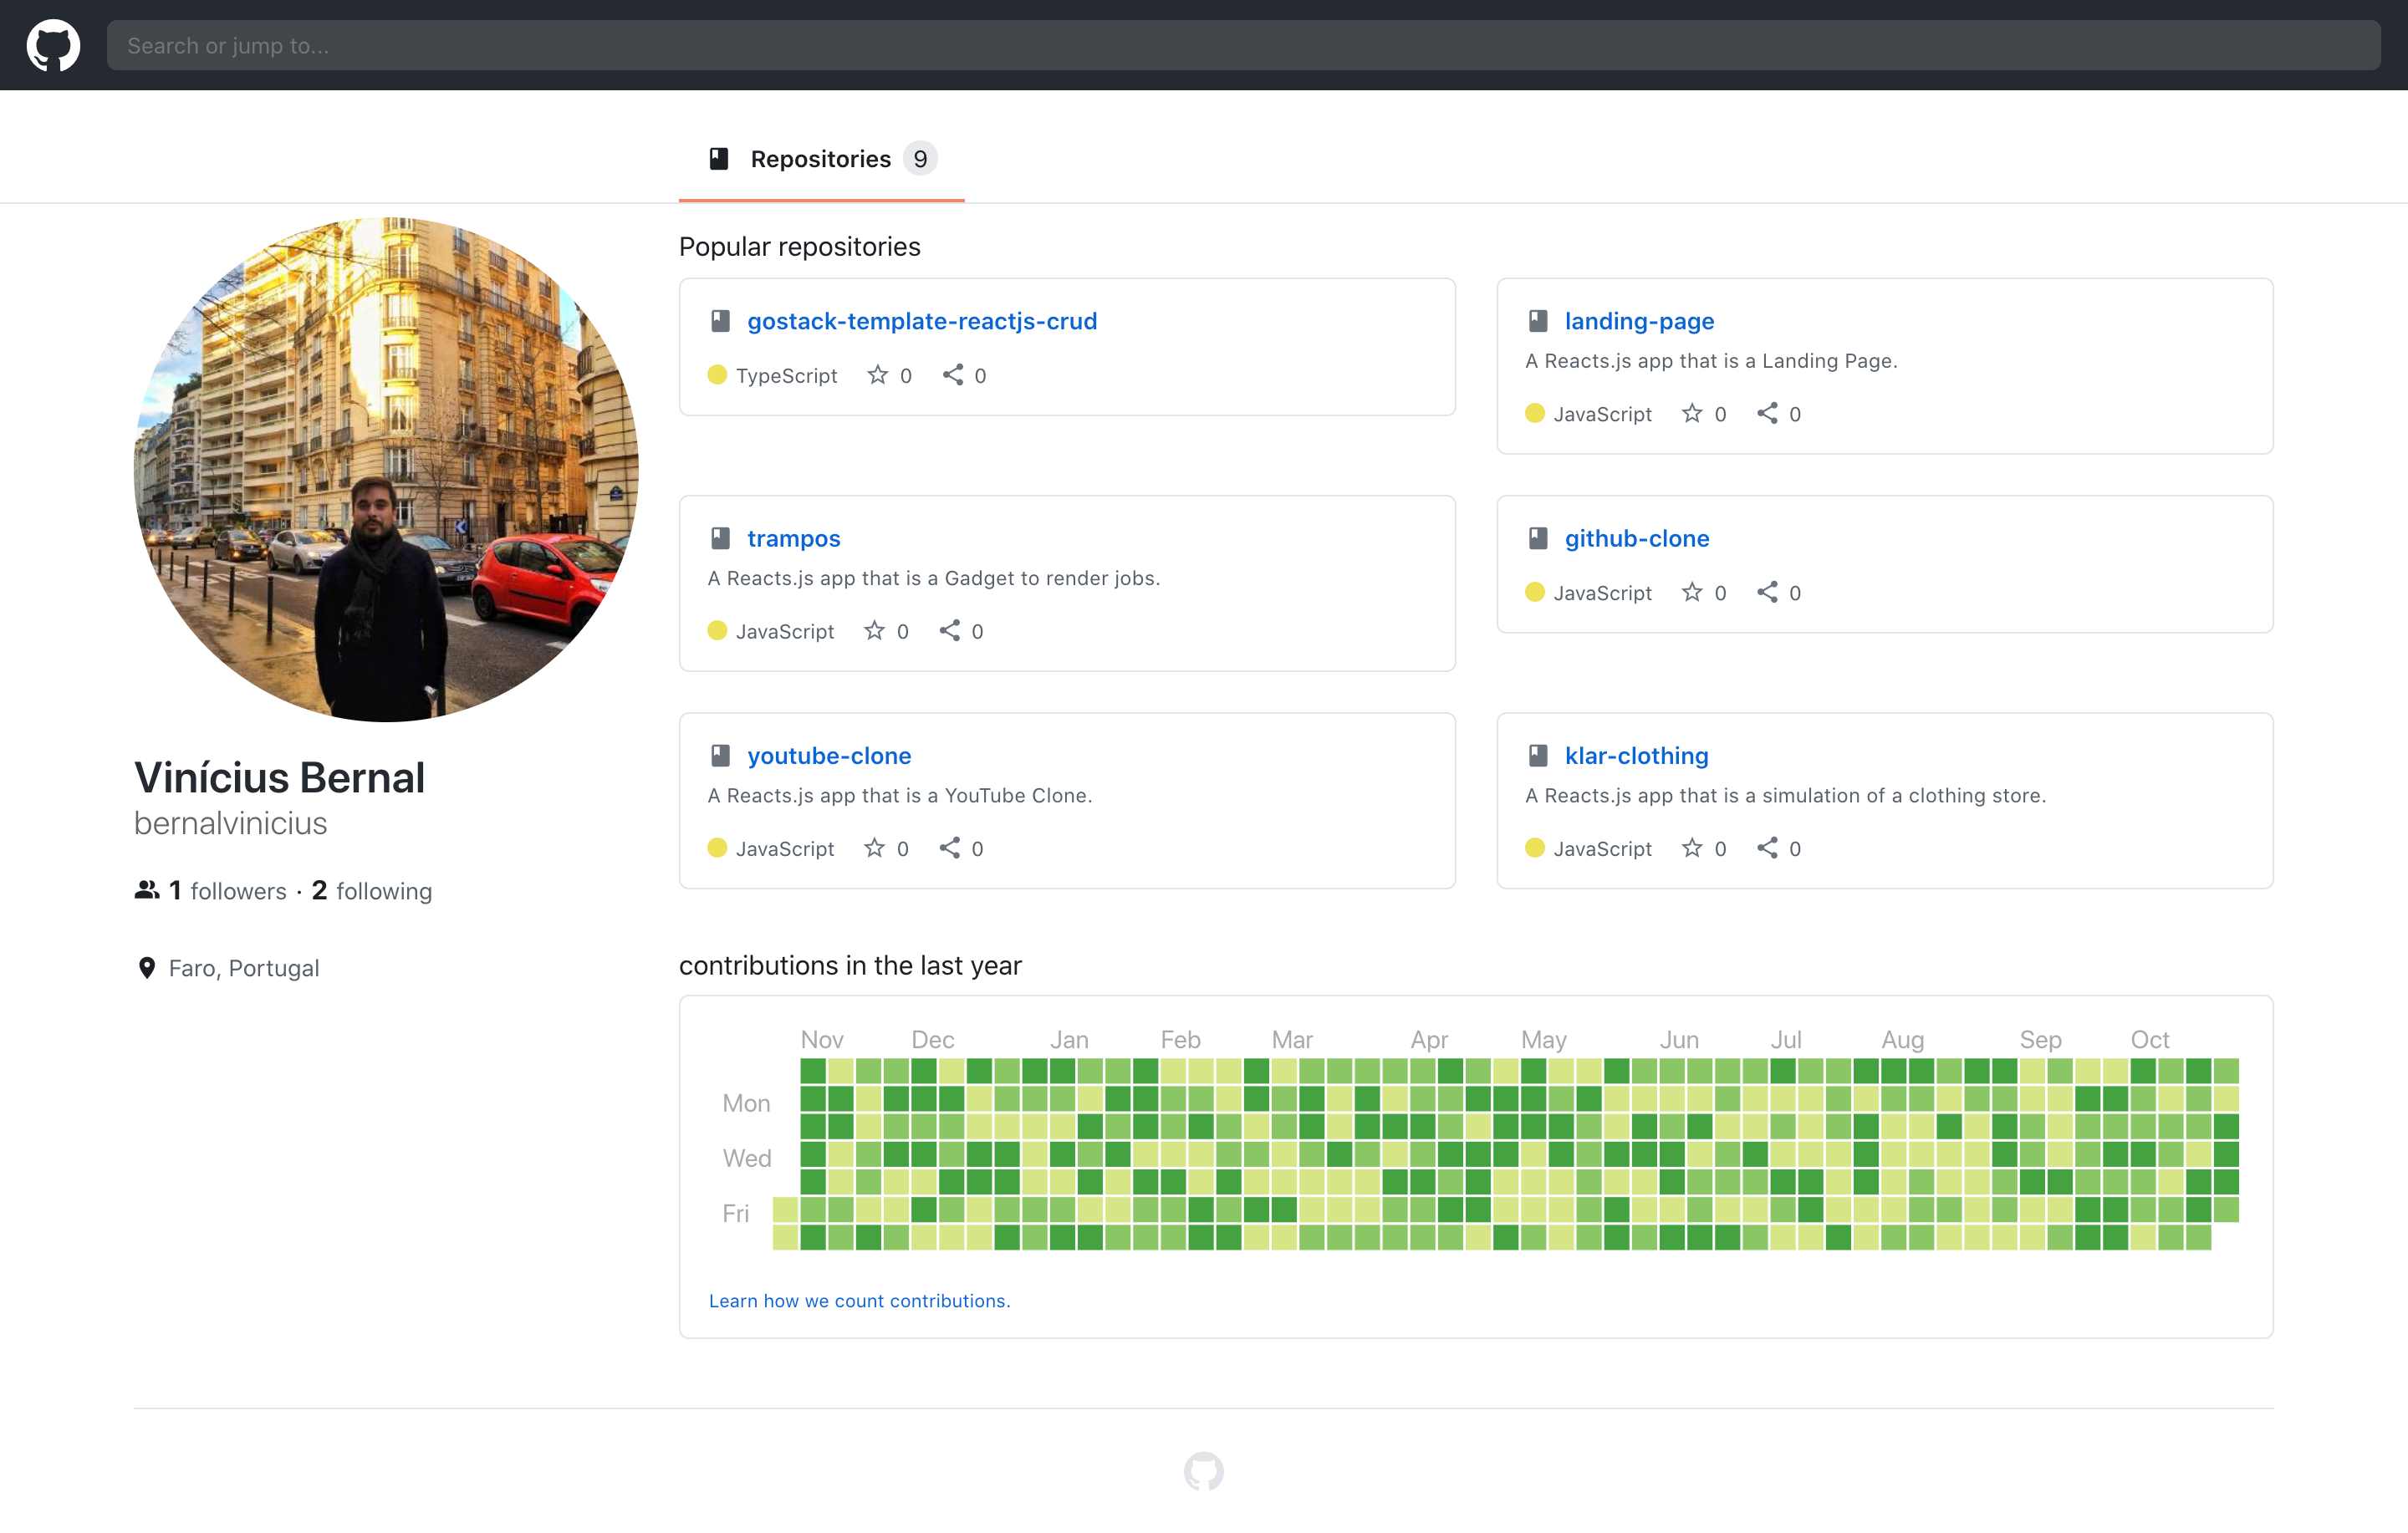 Search or jump to...
Repositories 9
Popular repositories
gostack-template-reactjs-crud
TypeScript 0 0
landing-page
A Reacts.js app that is a Landing Page.
JavaScript 0 0
trampos
A Reacts.js app that is a Gadget to render jobs.
JavaScript 0 0
github-clone
JavaScript 0 0
youtube-clone
A Reacts.js app that is a YouTube Clone.
JavaScript 0 0
klar-clothing
A Reacts.js app that is a simulation of a clothing store.
JavaScript 0 0
Vinícius Bernal
bernalvinicius
1 followers · 2 following
Faro, Portugal
contributions in the last year
Nov Dec Jan Feb Mar Apr May Jun Jul Aug Sep Oct
Mon
Wed
Fri
Learn how we count contributions.